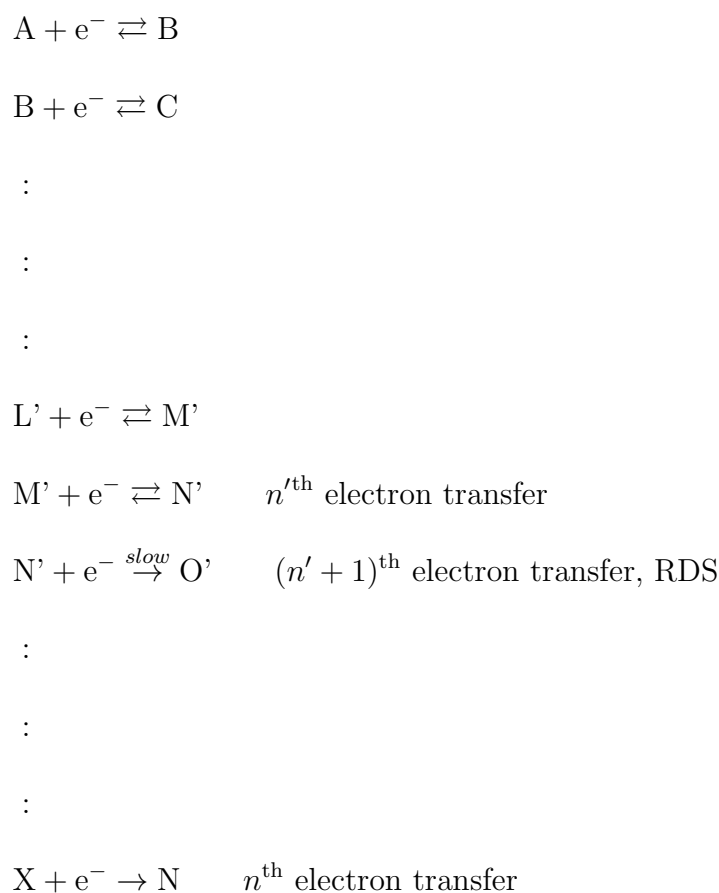 A + e⁻ ⇄ B
B + e⁻ ⇄ C
:
:
:
L’ + e⁻ ⇄ M’
M’ + e⁻ ⇄ N’ n′ᵗʰ electron transfer
N’ + e⁻ →(slow) O’ (n′ + 1)ᵗʰ electron transfer, RDS
:
:
:
X + e⁻ → N nᵗʰ electron transfer